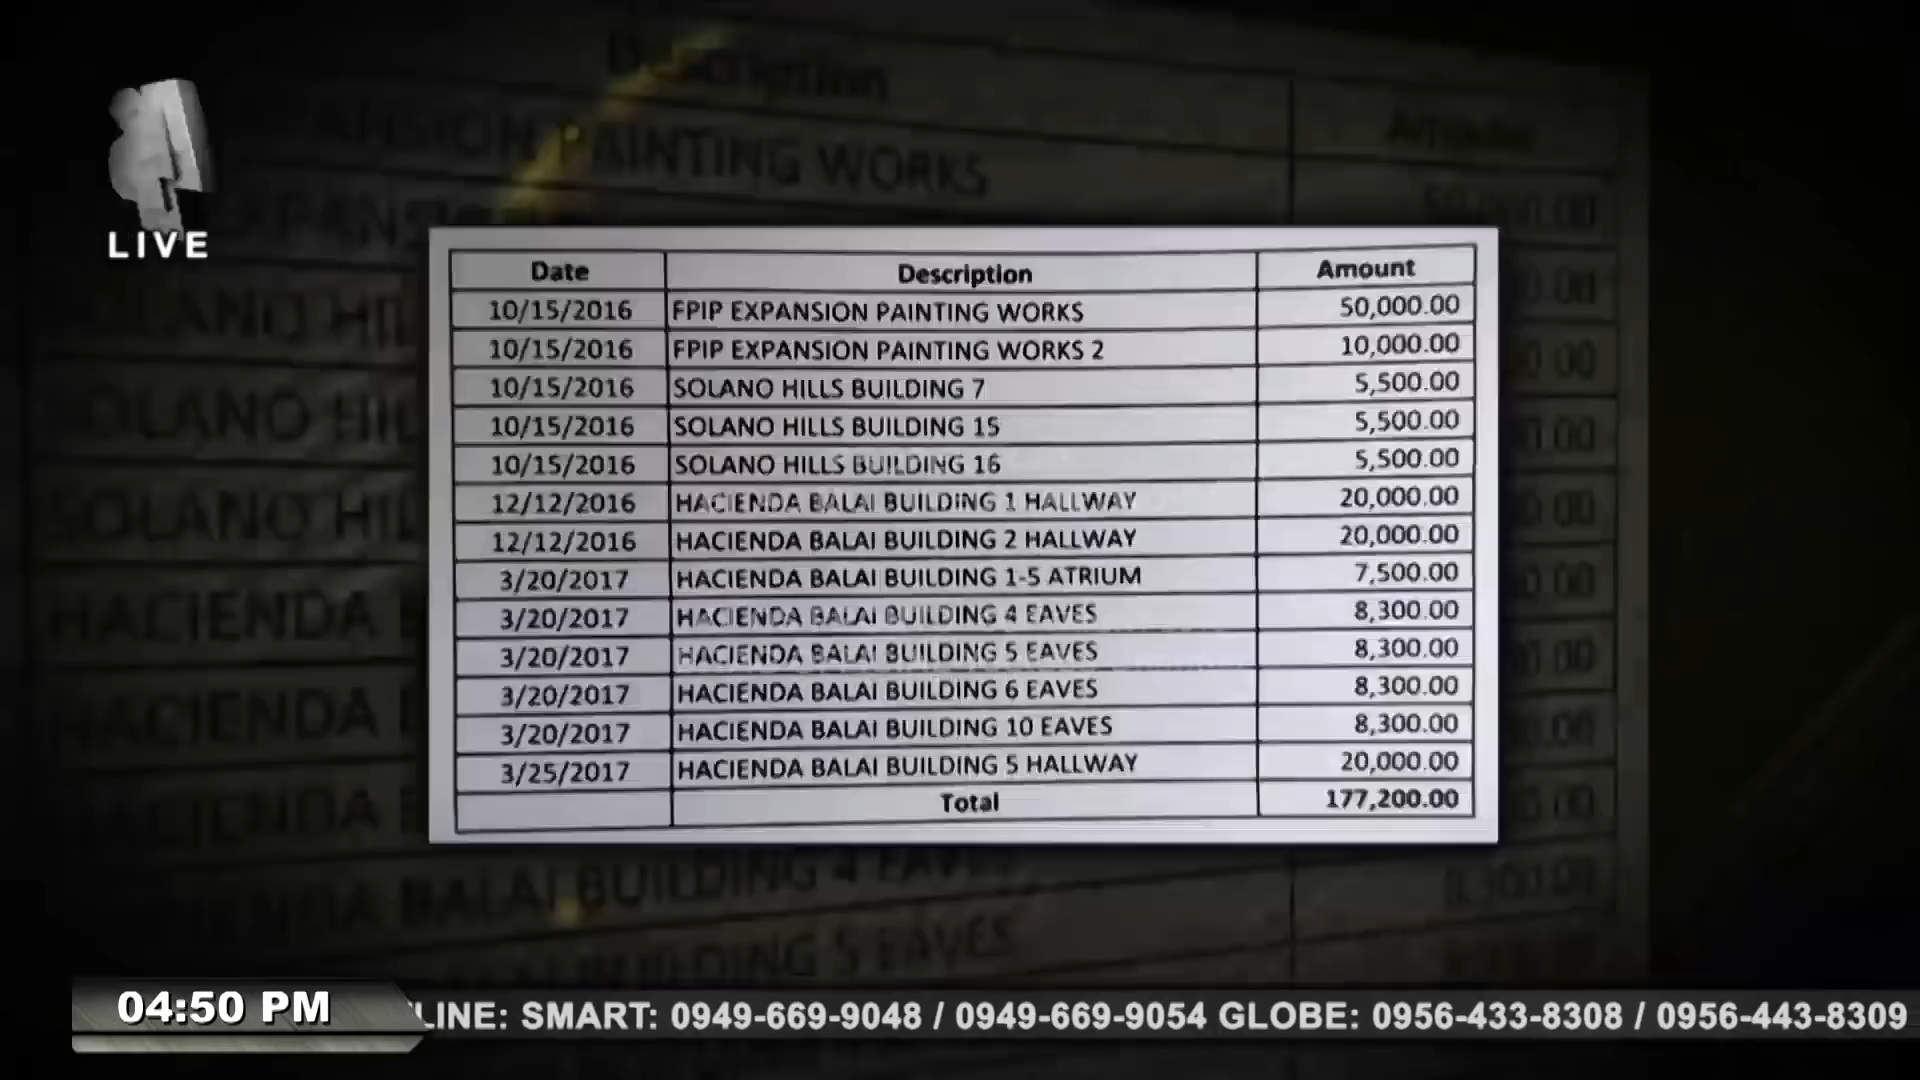 LIVE
Date Description Amount
10/15/2016 FPIP EXPANSION PAINTING WORKS 50,000.00
10/15/2016 FPIP EXPANSION PAINTING WORKS 2 10,000.00
10/15/2016 SOLANO HILLS BUILDING 7 5,500.00
10/15/2016 SOLANO HILLS BUILDING 15 5,500.00
10/15/2016 SOLANO HILLS BUILDING 16 5,500.00
12/12/2016 HACIENDA BALAI BUILDING 1 HALLWAY 20,000.00
12/12/2016 HACIENDA BALAI BUILDING 2 HALLWAY 20,000.00
3/20/2017 HACIENDA BALAI BUILDING 1-5 ATRIUM 7,500.00
3/20/2017 HACIENDA BALAI BUILDING 4 EAVES 8,300.00
3/20/2017 HACIENDA BALAI BUILDING 5 EAVES 8,300.00
3/20/2017 HACIENDA BALAI BUILDING 6 EAVES 8,300.00
3/20/2017 HACIENDA BALAI BUILDING 10 EAVES 8,300.00
3/25/2017 HACIENDA BALAI BUILDING 5 HALLWAY 20,000.00
Total 177,200.00
04:50 PM
LINE: SMART: 0949-669-9048 / 0949-669-9054 GLOBE: 0956-433-8308 / 0956-443-8309